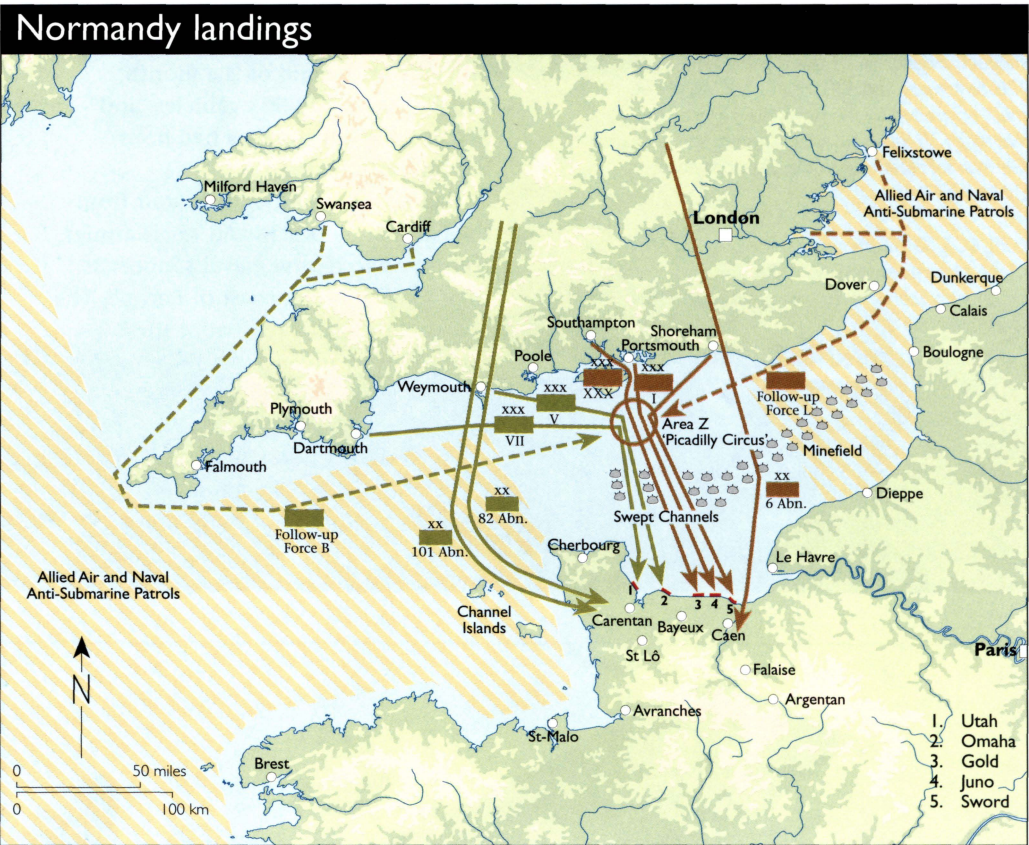 Normandy landings
Felixstowe
Milford Haven
Swansea
Allied Air and Naval
Anti-Submarine Patrols
London
Cardiff
Dover
Dunkerque
Calais
Southampton
Shoreham
Portsmouth
Poole
Boulogne
xxx
XXX
xxx
I
Weymouth
xxx
V
Follow-up
Force L
xxx
VII
Plymouth
Dartmouth
Area Z
'Picadilly Circus'
Minefield
Falmouth
xx
6 Abn.
Dieppe
xx
82 Abn.
Swept Channels
Follow-up
Force B
xx
101 Abn.
Cherbourg
Le Havre
Allied Air and Naval
Anti-Submarine Patrols
1
2
3
4
5
Channel
Islands
Carentan
Bayeux
Caen
St Lô
Paris
N
Falaise
Argentan
Avranches
St-Malo
Brest
0
50 miles
0
100 km
1. Utah
2. Omaha
3. Gold
4. Juno
5. Sword